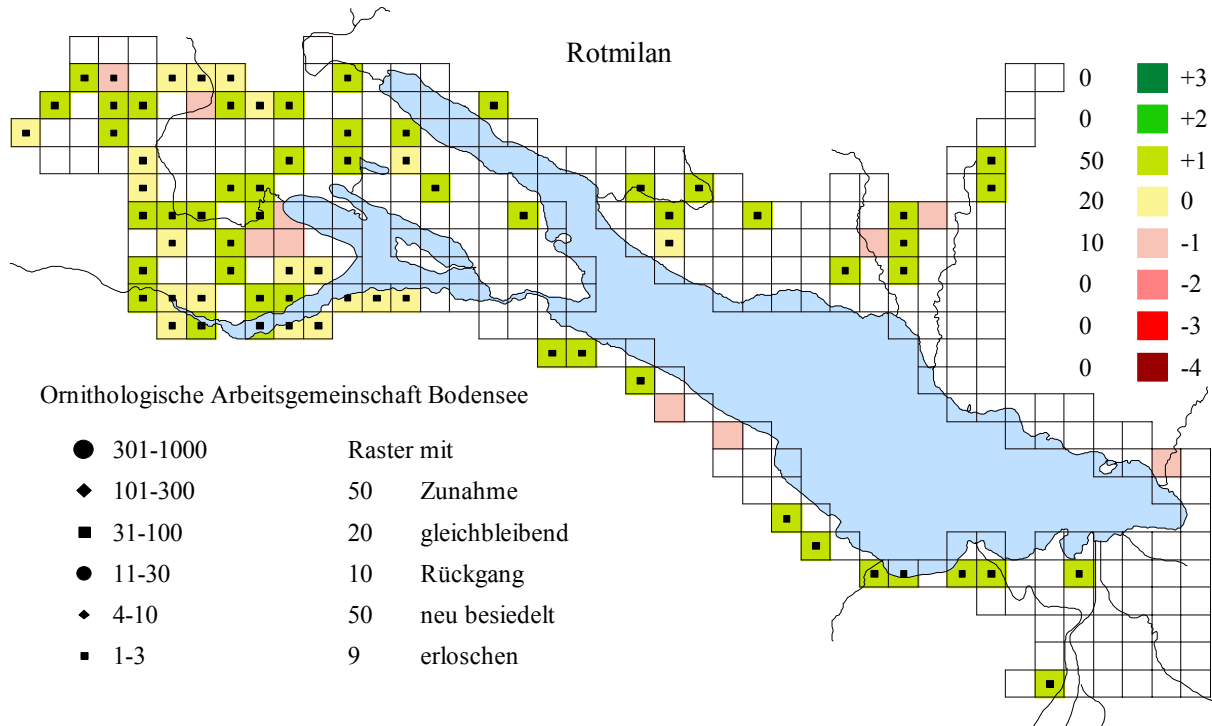 Rotmilan
0 +3
0 +2
50 +1
20 0
10 -1
0 -2
0 -3
0 -4
Ornithologische Arbeitsgemeinschaft Bodensee
301-1000 Raster mit
101-300 50 Zunahme
31-100 20 gleichbleibend
11-30 10 Rückgang
4-10 50 neu besiedelt
1-3 9 erloschen